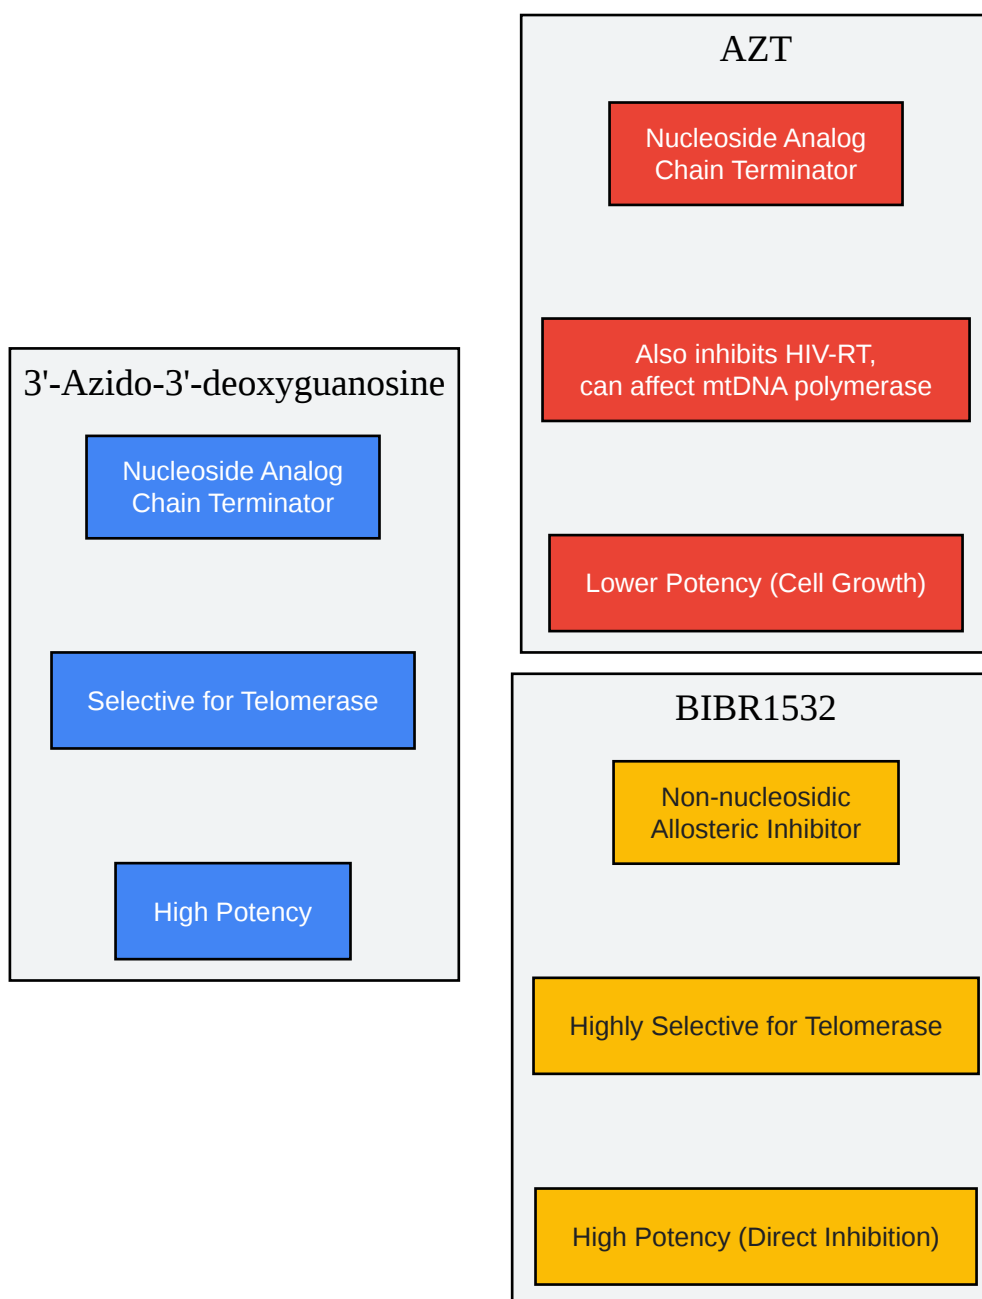 3'-Azido-3'-deoxyguanosine
Nucleoside Analog
Chain Terminator
Selective for Telomerase
High Potency
AZT
Nucleoside Analog
Chain Terminator
Also inhibits HIV-RT,
can affect mtDNA polymerase
Lower Potency (Cell Growth)
BIBR1532
Non-nucleosidic
Allosteric Inhibitor
Highly Selective for Telomerase
High Potency (Direct Inhibition)